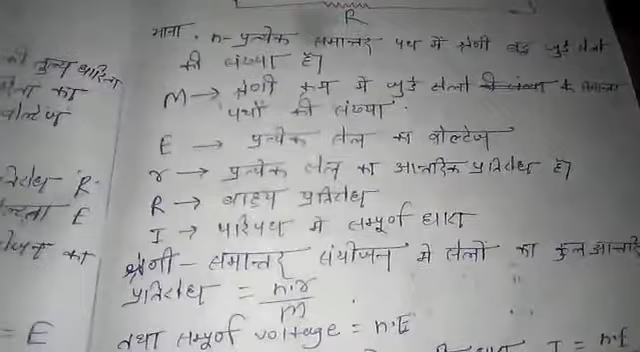 R
माना. n- प्रत्येक समान्तर पथ में श्रेणी बद्ध जुड़े सेलो
की संख्या है।
M → श्रेणी क्रम में जुड़े सेलो के समान्तर
पथों की संख्या.
E → प्रत्येक सेल का वोल्टेज
r → प्रत्येक सेल का आन्तरिक प्रतिरोध है।
R → बाह्य प्रतिरोध
I → परिपथ में सम्पूर्ण धारा
श्रेणी - समान्तर संयोजन में सेलों का कुल आन्तरि
प्रतिरोध = n.r/m
तथा सम्पूर्ण voltage = n.E
I = n.E
की तुल्य धारिता
का
वोल्टेज
R.
E
का
= E